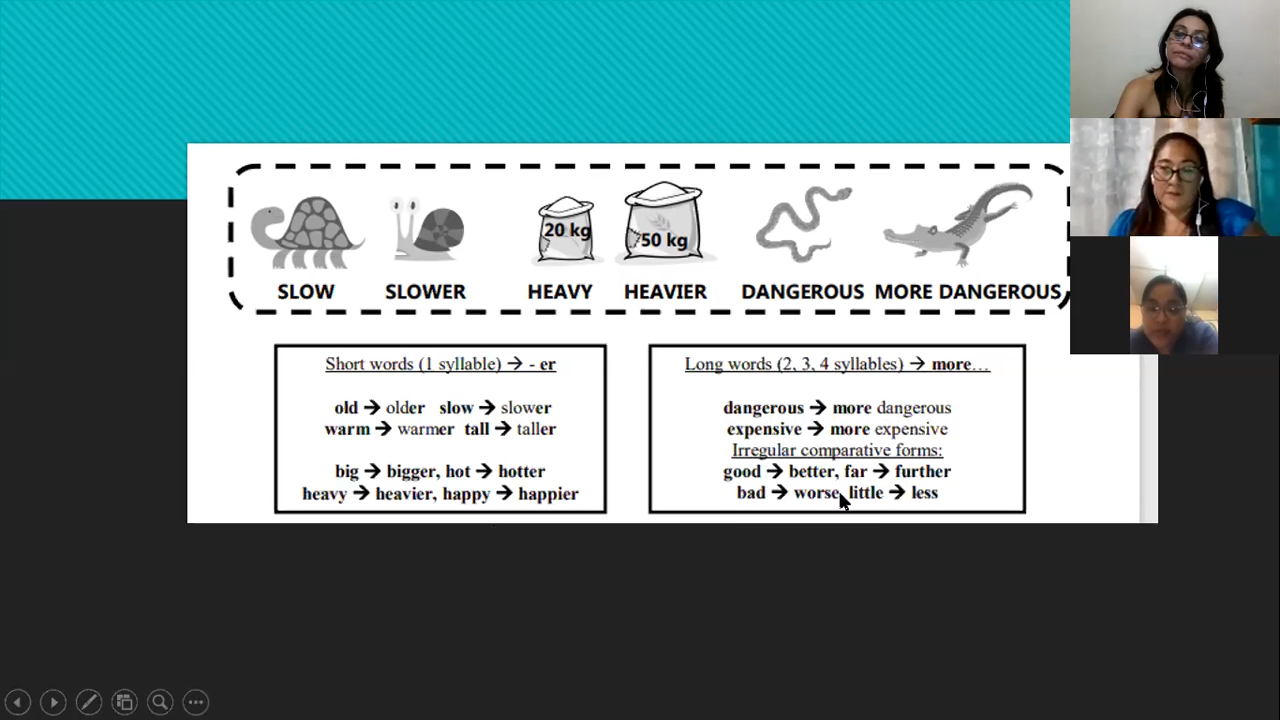 20 kg 50 kg
SLOW SLOWER HEAVY HEAVIER DANGEROUS MORE DANGEROUS
Short words (1 syllable) → - er
old → older slow → slower
warm → warmer tall → taller
big → bigger, hot → hotter
heavy → heavier, happy → happier
Long words (2, 3, 4 syllables) → more…
dangerous → more dangerous
expensive → more expensive
Irregular comparative forms:
good → better, far → further
bad → worse, little → less